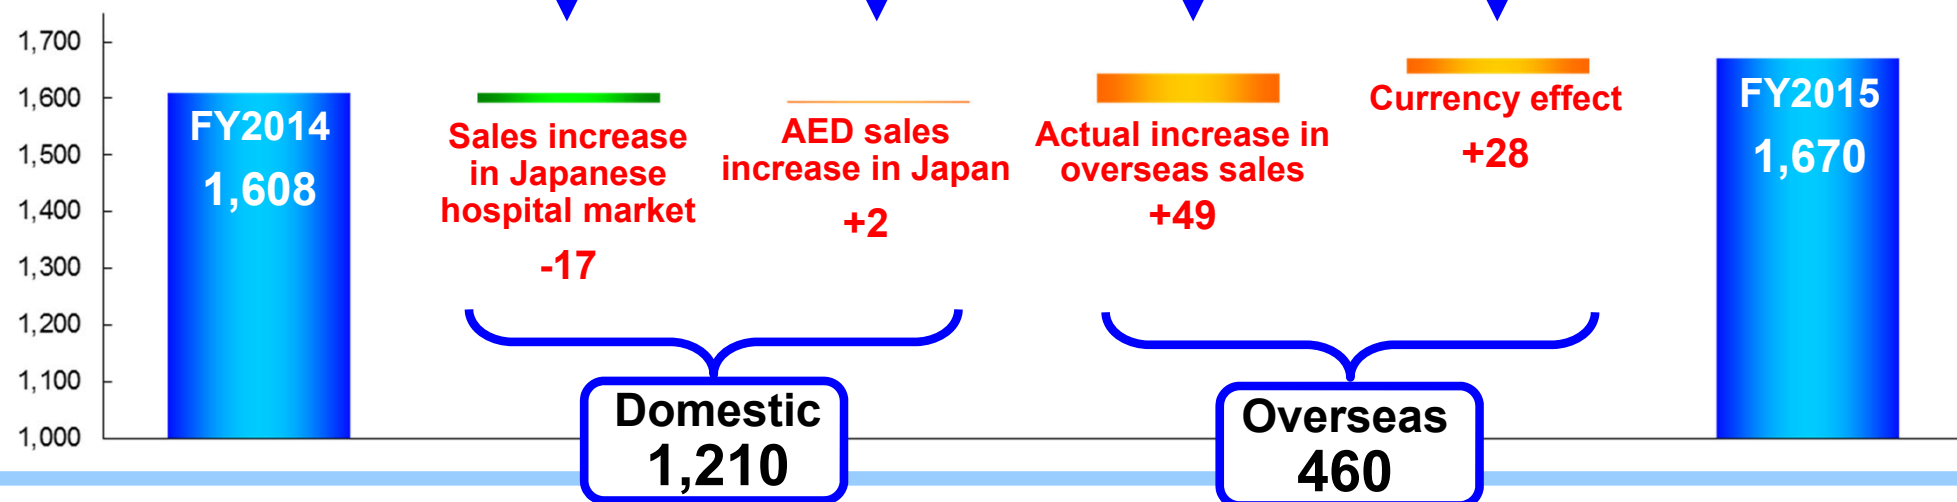 1,700
1,600
1,500
1,400
1,300
1,200
1,100
1,000
FY2014
1,608
Sales increase
in Japanese
hospital market
-17
AED sales
increase in Japan
+2
Actual increase in
overseas sales
+49
Currency effect
+28
FY2015
1,670
Domestic
1,210
Overseas
460